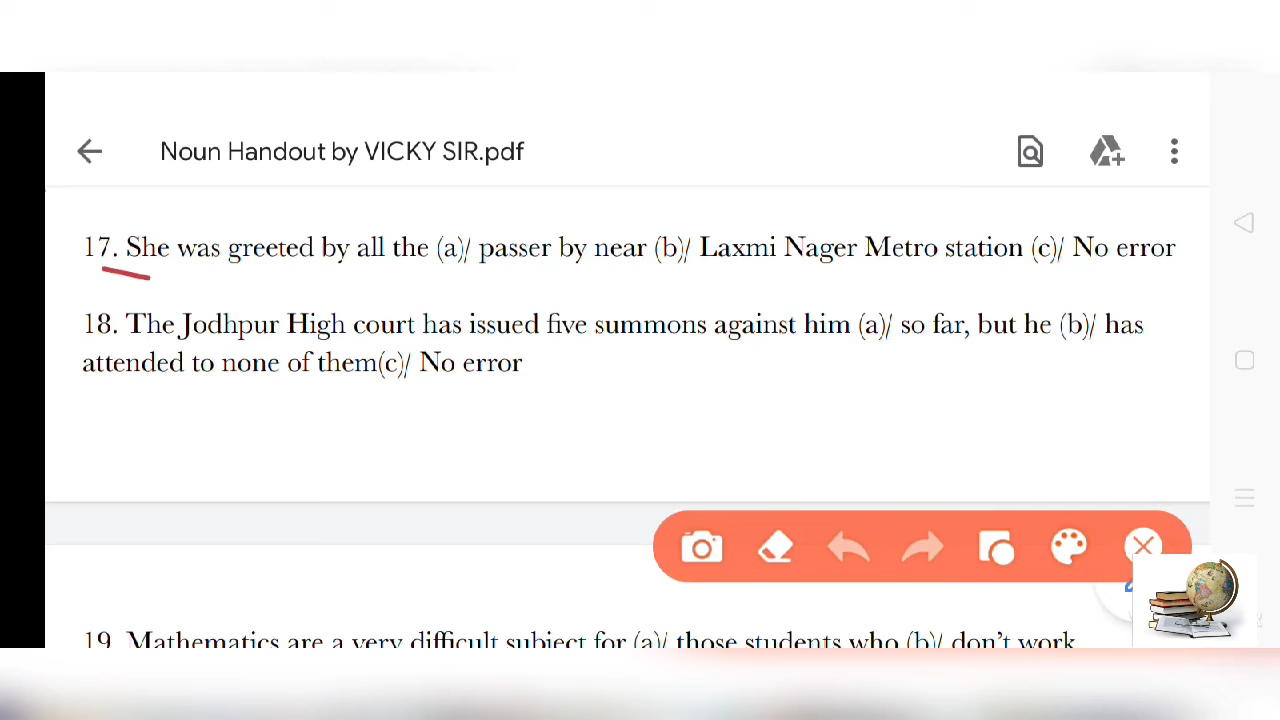 Noun Handout by VICKY SIR.pdf
17. She was greeted by all the (a)/ passer by near (b)/ Laxmi Nager Metro station (c)/ No error
18. The Jodhpur High court has issued five summons against him (a)/ so far, but he (b)/ has
attended to none of them(c)/ No error
19. Mathematics are a very difficult subject for (a)/ those students who (b)/ don't work